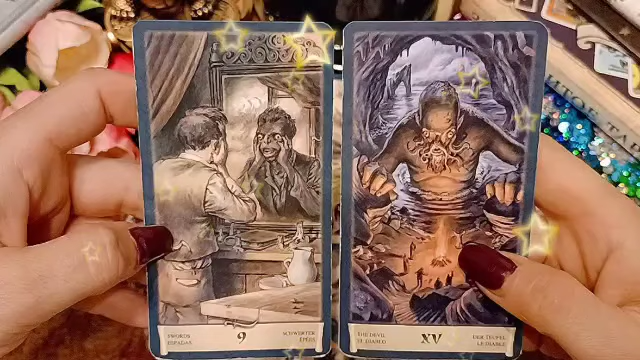 SWORDS
ESPADAS
9
SCHWERTER
ÉPÉES
THE DEVIL
EL DIABLO
XV
DER TEUFEL
LE DIABLE